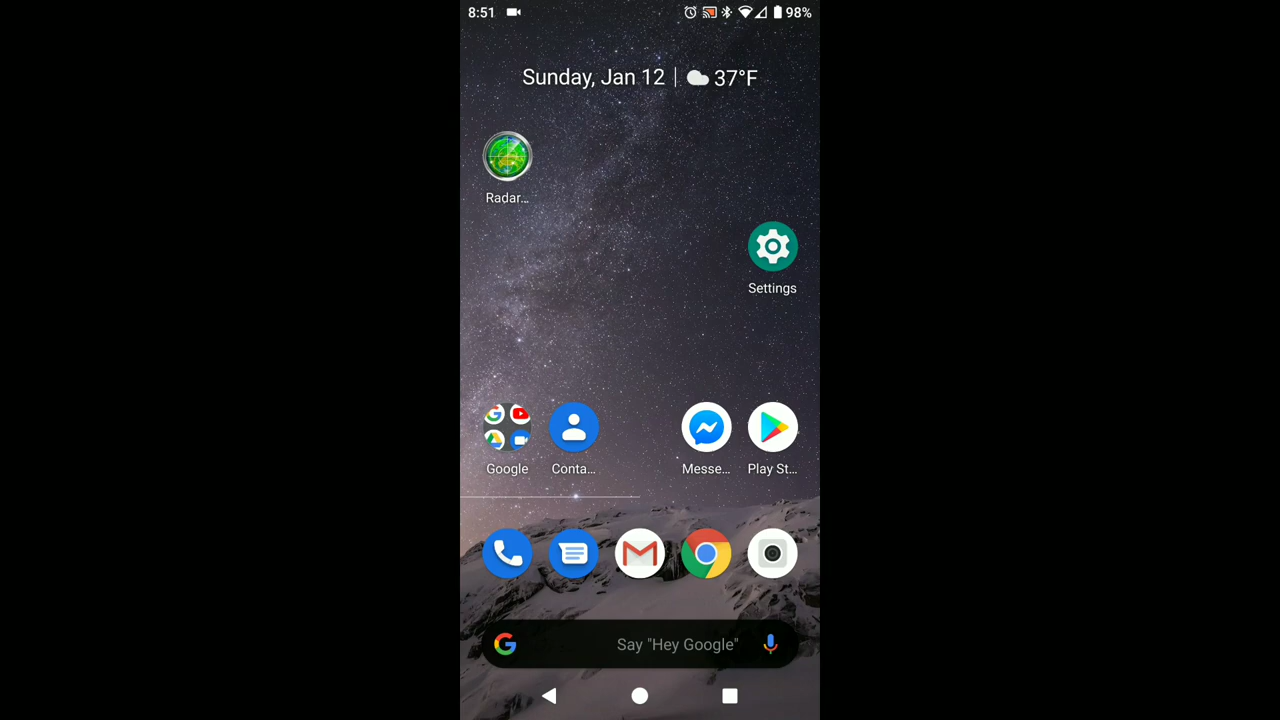 8:51 98%
Sunday, Jan 12 | 37°F
Radar...
Settings
Google Conta... Messe... Play St...
Say "Hey Google"